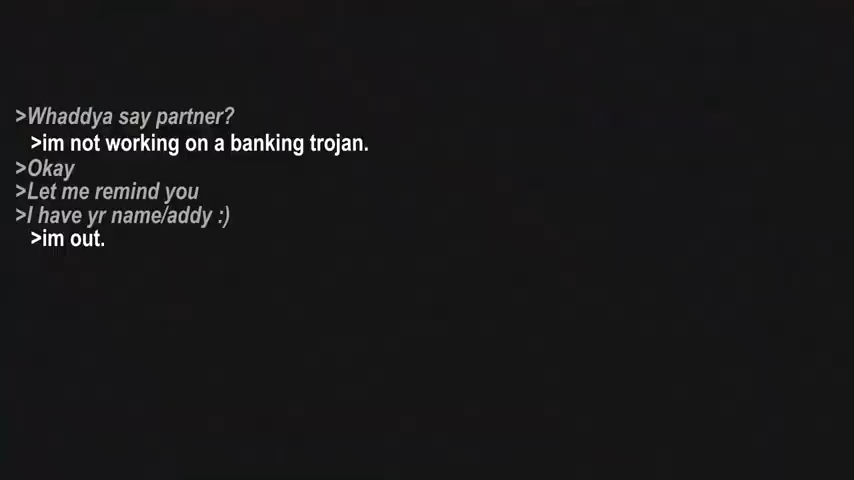 >Whaddya say partner?
>im not working on a banking trojan.
>Okay
>Let me remind you
>I have yr name/addy :)
>im out.